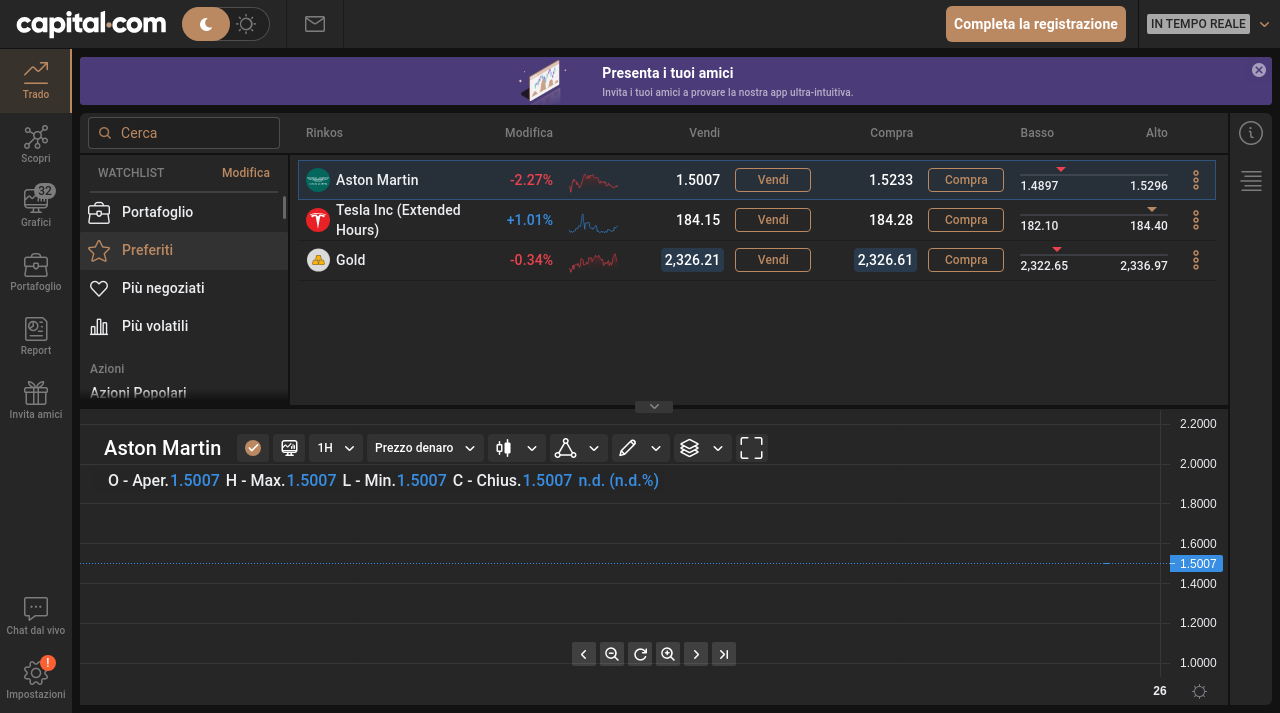 capital.com
Completa la registrazione
IN TEMPO REALE
Trado
Scopri
32
Grafici
Portafoglio
Report
Invita amici
Chat dal vivo
!
Impostazioni
Presenta i tuoi amici
Invita i tuoi amici a provare la nostra app ultra-intuitiva.
Cerca
WATCHLIST Modifica
Portafoglio
Preferiti
Più negoziati
Più volatili
Azioni
Azioni Popolari
Rinkos Modifica Vendi Compra Basso Alto
Aston Martin -2.27% 1.5007 Vendi 1.5233 Compra 1.4897 1.5296
Tesla Inc (Extended
Hours) +1.01% 184.15 Vendi 184.28 Compra 182.10 184.40
Gold -0.34% 2,326.21 Vendi 2,326.61 Compra 2,322.65 2,336.97
Aston Martin 1H Prezzo denaro
O - Aper.1.5007 H - Max.1.5007 L - Min.1.5007 C - Chius.1.5007 n.d. (n.d.%)
2.2000
2.0000
1.8000
1.6000
1.5007
1.4000
1.2000
1.0000
26